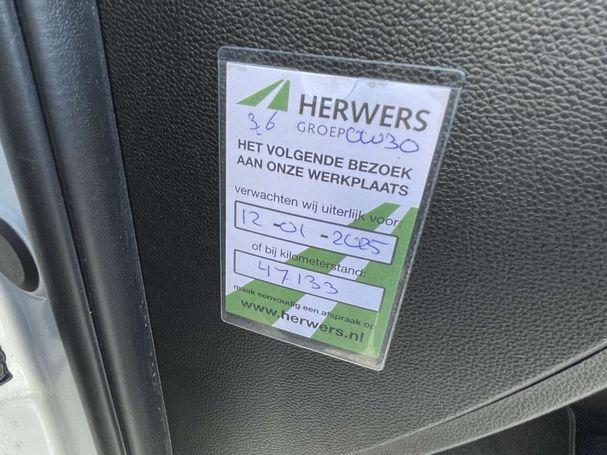 HERWERS
GROEP
3,6 0W30
HET VOLGENDE BEZOEK
AAN ONZE WERKPLAATS
verwachten wij uiterlijk voor:
12-01-2025
of bij kilometerstand:
47133
maak eenvoudig een afspraak op
www.herwers.nl